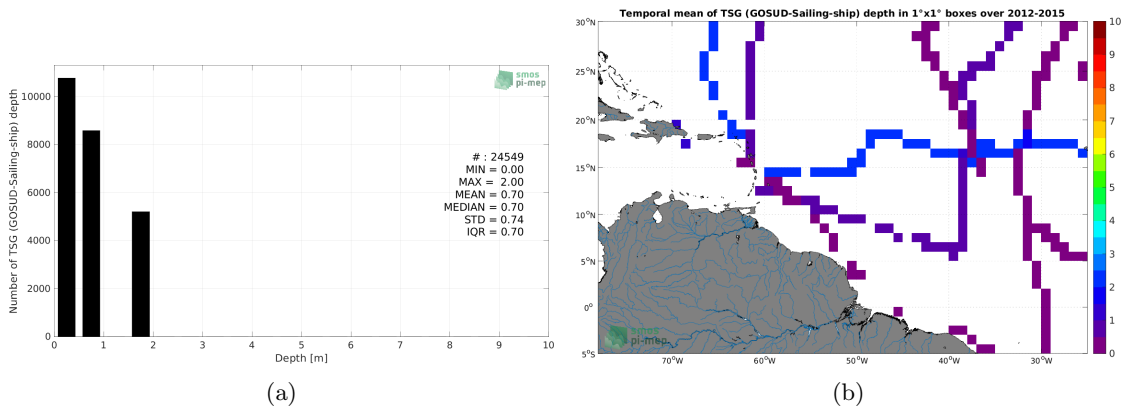 smos
pi-mep
Number of TSG (GOSUD-Sailing-ship) depth
10000
8000
6000
4000
2000
0
# : 24549
MIN = 0.00
MAX = 2.00
MEAN = 0.70
MEDIAN = 0.70
STD = 0.74
IQR = 0.70
0 1 2 3 4 5 6 7 8 9 10
Depth [m]
(a)
Temporal mean of TSG (GOSUD-Sailing-ship) depth in 1°x1° boxes over 2012-2015
30°N
25°N
20°N
15°N
10°N
5°N
0°
5°S
70°W 60°W 50°W 40°W 30°W
10
9
8
7
6
5
4
3
2
1
0
smos
pi-mep
(b)